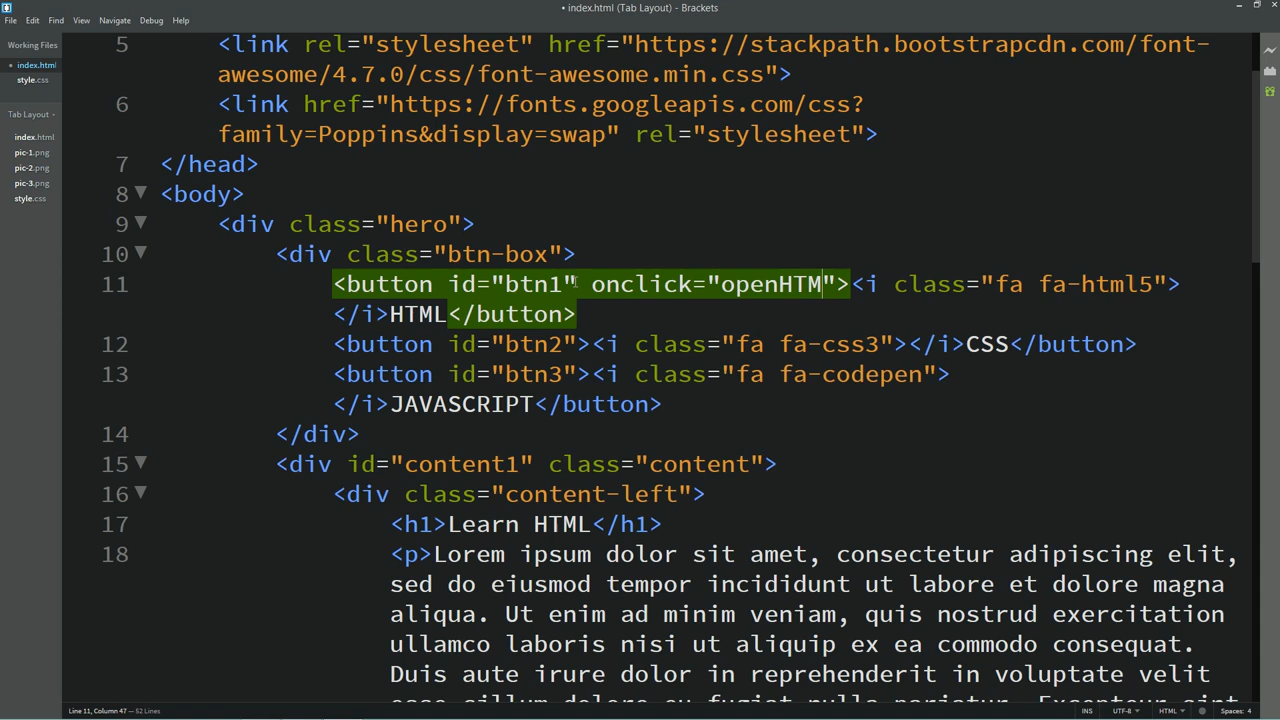 • index.html (Tab Layout) - Brackets
File Edit Find View Navigate Debug Help
Working Files
• index.html
style.css
Tab Layout
index.html
pic-1.png
pic-2.png
pic-3.png
style.css
5 <link rel="stylesheet" href="https://stackpath.bootstrapcdn.com/font-
awesome/4.7.0/css/font-awesome.min.css">
6 <link href="https://fonts.googleapis.com/css?
family=Poppins&display=swap" rel="stylesheet">
7 </head>
8 <body>
9 <div class="hero">
10 <div class="btn-box">
11 <button id="btn1" onclick="openHTM"><i class="fa fa-html5">
</i>HTML</button>
12 <button id="btn2"><i class="fa fa-css3"></i>CSS</button>
13 <button id="btn3"><i class="fa fa-codepen">
</i>JAVASCRIPT</button>
14 </div>
15 <div id="content1" class="content">
16 <div class="content-left">
17 <h1>Learn HTML</h1>
18 <p>Lorem ipsum dolor sit amet, consectetur adipiscing elit,
sed do eiusmod tempor incididunt ut labore et dolore magna
aliqua. Ut enim ad minim veniam, quis nostrud exercitation
ullamco laboris nisi ut aliquip ex ea commodo consequat.
Duis aute irure dolor in reprehenderit in voluptate velit
esse cillum dolore eu fugiat nulla pariatur. Excepteur sint
Line 11, Column 47 — 52 Lines
INS UTF-8 HTML Spaces: 4